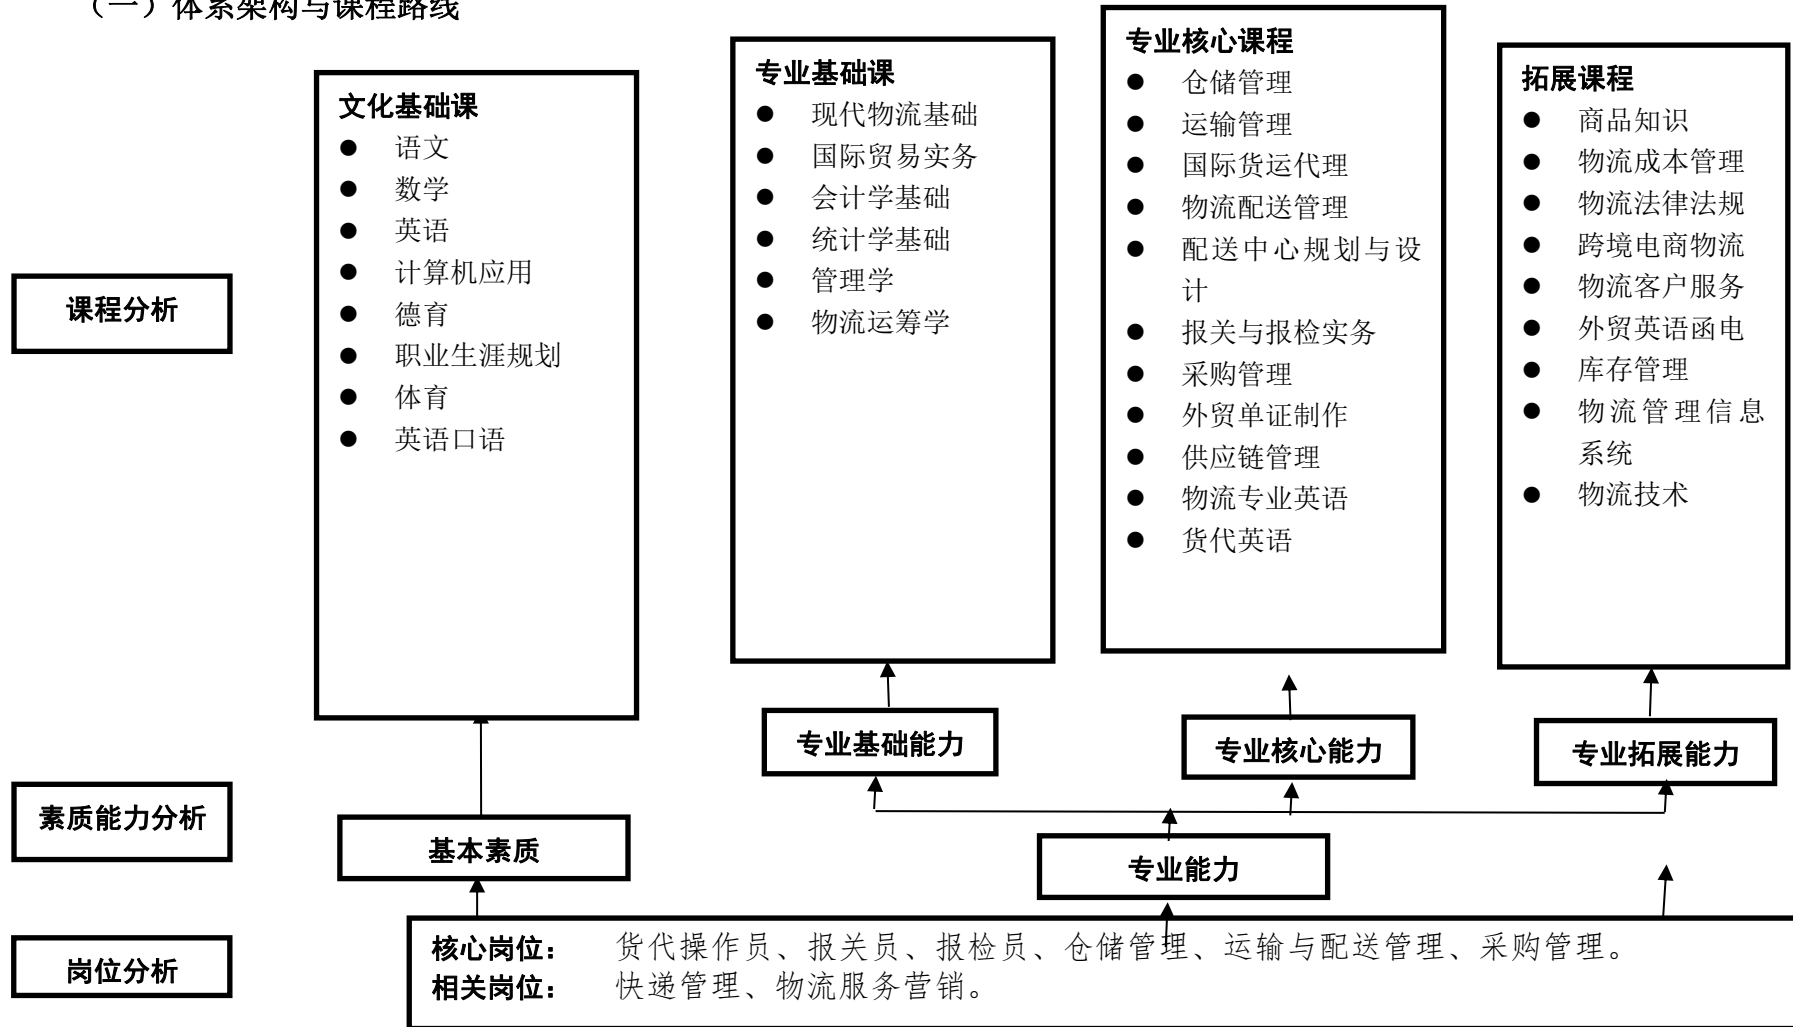 （一）体系架构与课程路线
课程分析
文化基础课
● 语文
● 数学
● 英语
● 计算机应用
● 德育
● 职业生涯规划
● 体育
● 英语口语
专业基础课
● 现代物流基础
● 国际贸易实务
● 会计学基础
● 统计学基础
● 管理学
● 物流运筹学
专业核心课程
● 仓储管理
● 运输管理
● 国际货运代理
● 物流配送管理
● 配送中心规划与设
计
● 报关与报检实务
● 采购管理
● 外贸单证制作
● 供应链管理
● 物流专业英语
● 货代英语
拓展课程
● 商品知识
● 物流成本管理
● 物流法律法规
● 跨境电商物流
● 物流客户服务
● 外贸英语函电
● 库存管理
● 物流管理信息
系统
● 物流技术
专业基础能力
专业核心能力
专业拓展能力
素质能力分析
基本素质
专业能力
岗位分析
核心岗位： 货代操作员、报关员、报检员、仓储管理、运输与配送管理、采购管理。
相关岗位： 快递管理、物流服务营销。